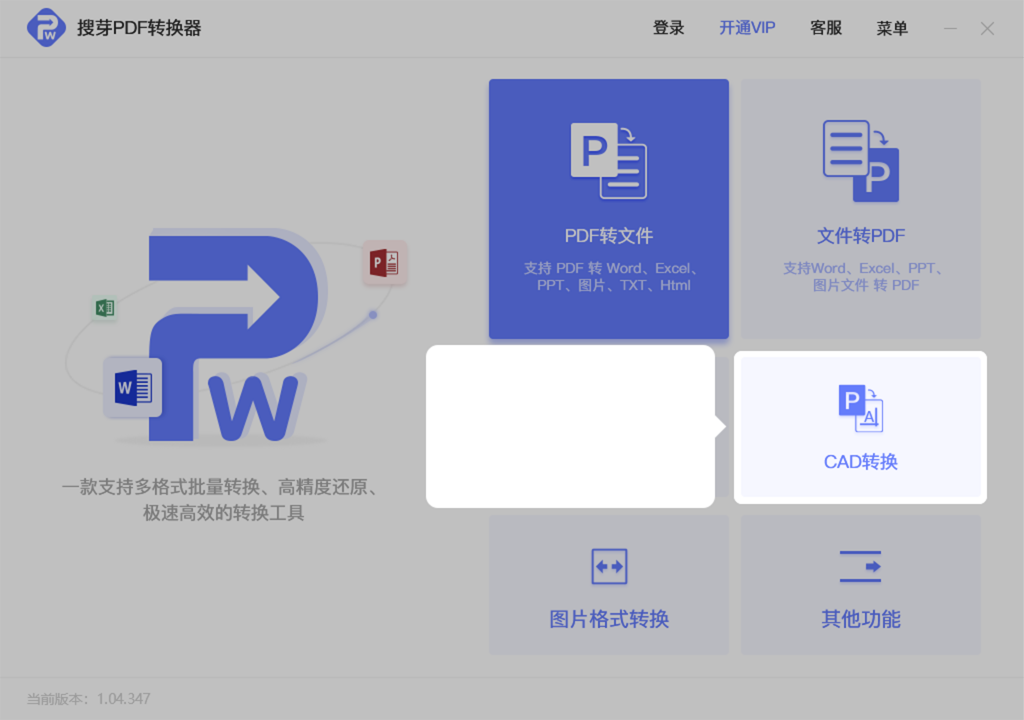 搜芽PDF转换器
登录
开通VIP
客服
菜单
PDF转文件
支持 PDF 转 Word、Excel、
PPT、图片、TXT、Html
文件转PDF
支持Word、Excel、PPT、
图片文件 转 PDF
一款支持多格式批量转换、高精度还原、
极速高效的转换工具
CAD转换
图片格式转换
其他功能
当前版本：1.04.347